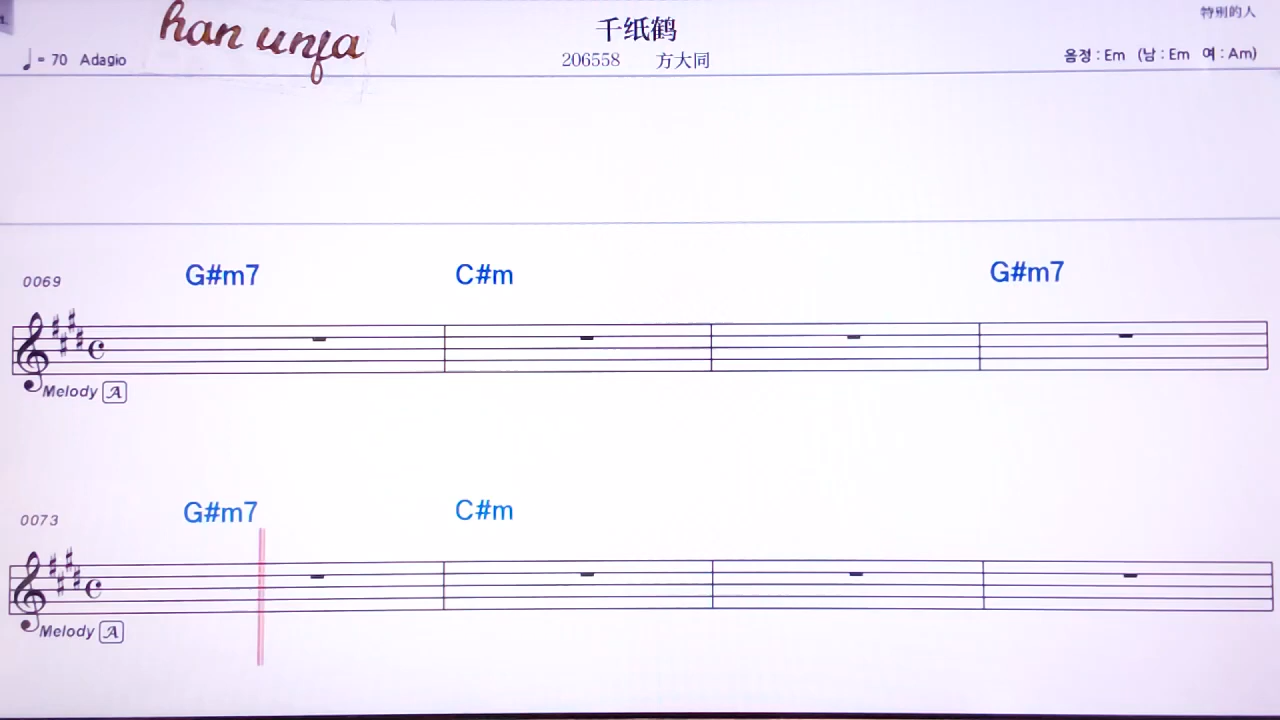 han unja
千纸鹤
特别的人
♩ = 70 Adagio
206558 方大同
음정 : Em (남 : Em 여 : Am)
0069 G#m7 C#m G#m7
Melody A
0073 G#m7 C#m
Melody A